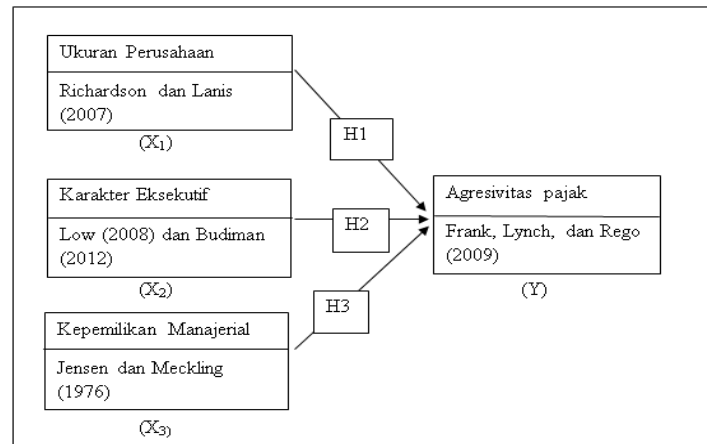 Ukuran Perusahaan
Richardson dan Lanis
(2007)
(X₁)
H1
Karakter Eksekutif
Low (2008) dan Budiman
(2012)
(X₂)
H2
Agresivitas pajak
Frank, Lynch, dan Rego
(2009)
(Y)
Kepemilikan Manajerial
Jensen dan Meckling
(1976)
(X₃)
H3